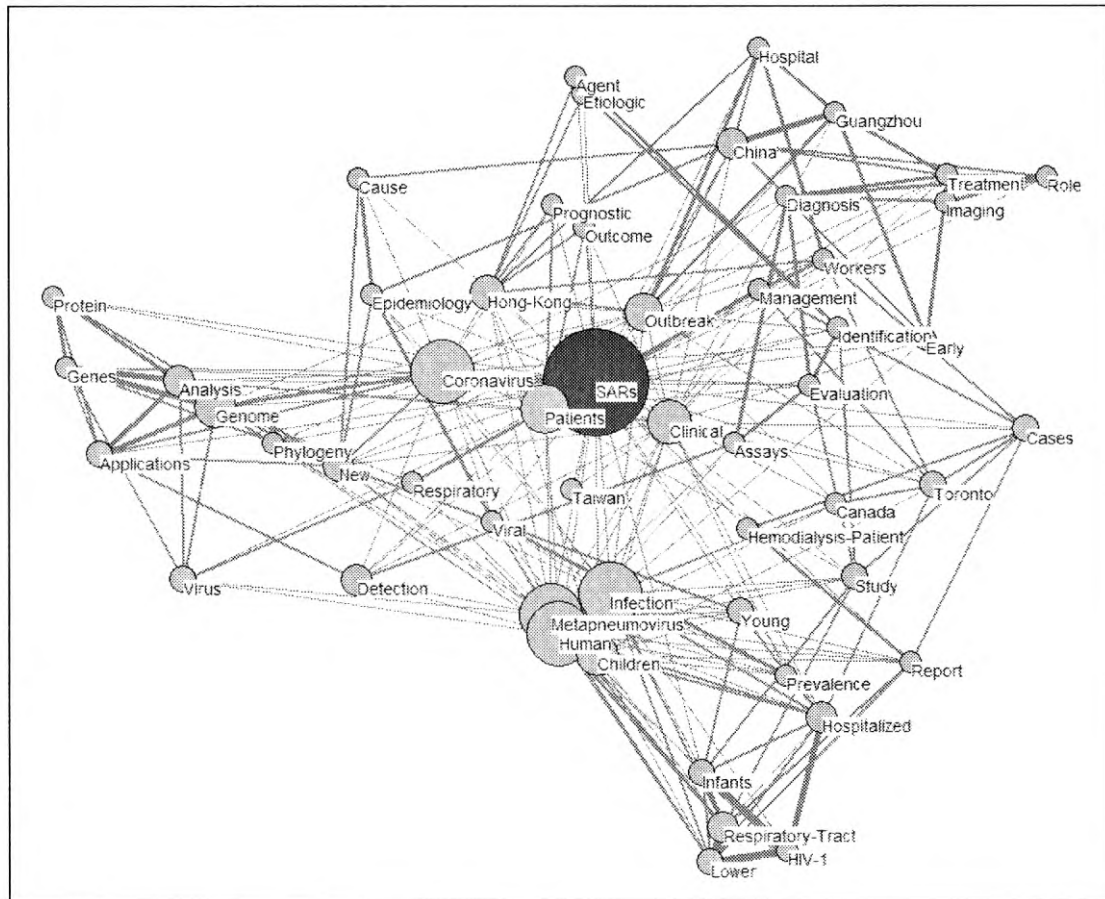 Hospital
Agent
Etiologic
Guangzhou
China
Cause
Treatment
Role
Diagnosis
Imaging
Prognostic
Outcome
Workers
Protein
Epidemiology
Hong-Kong
Management
Outbreak
Identification
Early
Genes
Analysis
Coronavirus
SARs
Evaluation
Genome
Patients
Clinical
Cases
Phylogeny
Assays
Applications
New
Respiratory
Taiwan
Toronto
Canada
Viral
Hemodialysis-Patient
Virus
Detection
Study
Infection
Young
Metapneumovirus
Human
Children
Report
Prevalence
Hospitalized
Infants
Respiratory-Tract
HIV-1
Lower